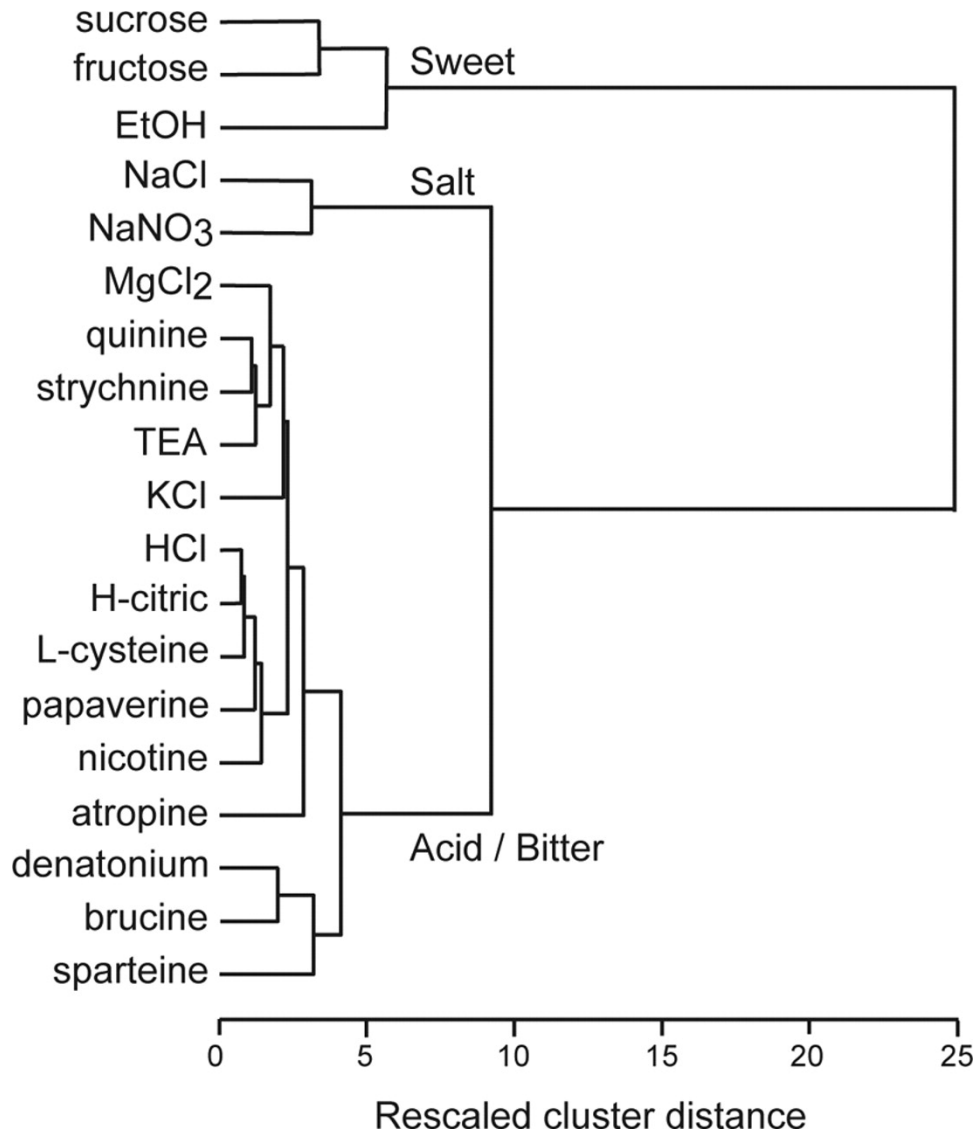 sucrose
fructose
Sweet
EtOH
NaCl
Salt
NaNO3
MgCl2
quinine
strychnine
TEA
KCl
HCl
H-citric
L-cysteine
papaverine
nicotine
atropine
Acid / Bitter
denatonium
brucine
sparteine
0 5 10 15 20 25
Rescaled cluster distance